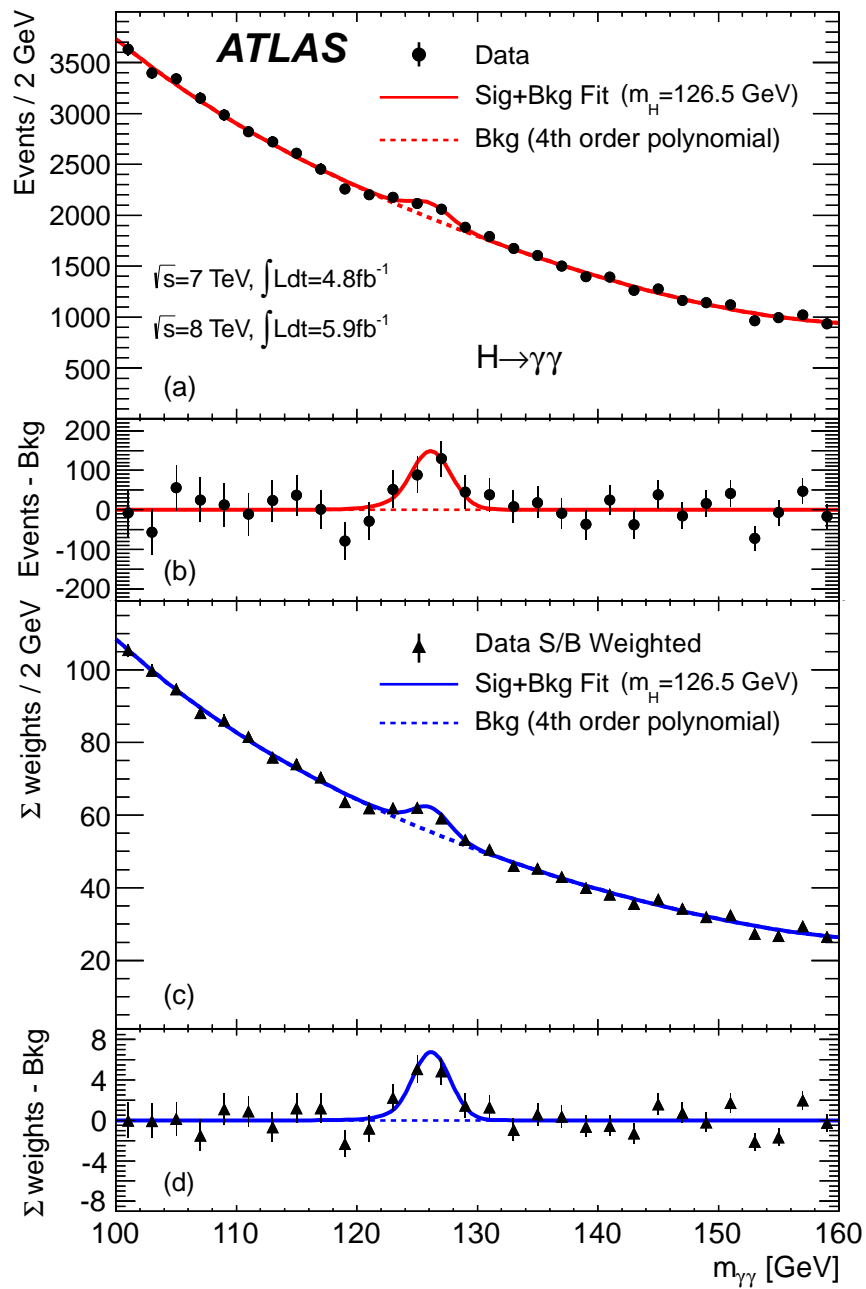 ATLAS
Data
Sig+Bkg Fit (m_H=126.5 GeV)
Bkg (4th order polynomial)
Events / 2 GeV
3500
3000
2500
2000
1500
1000
500
√s=7 TeV, ∫Ldt=4.8fb⁻¹
√s=8 TeV, ∫Ldt=5.9fb⁻¹
H→γγ
(a)
Events - Bkg
200
100
0
-100
-200
(b)
Σ weights / 2 GeV
100
80
60
40
20
Data S/B Weighted
Sig+Bkg Fit (m_H=126.5 GeV)
Bkg (4th order polynomial)
(c)
Σ weights - Bkg
8
4
0
-4
-8
(d)
100 110 120 130 140 150 160
m_γγ [GeV]